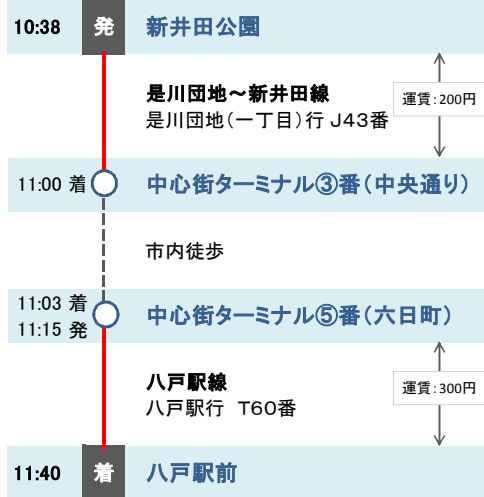 10:38 発 新井田公園
是川団地～新井田線
是川団地（一丁目）行 J43番
運賃：200円
11:00 着 中心街ターミナル③番（中央通り）
市内徒歩
11:03 着
11:15 発
中心街ターミナル⑤番（六日町）
八戸駅線
八戸駅行 T60番
運賃：300円
11:40 着 八戸駅前